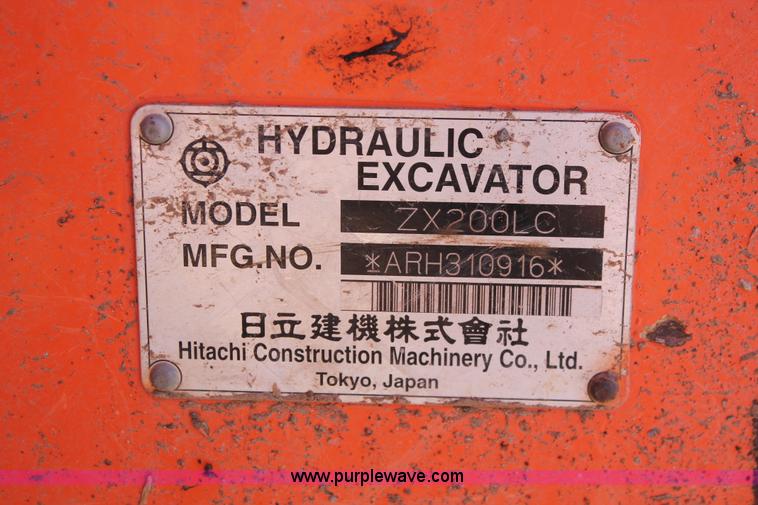 HYDRAULIC
EXCAVATOR
MODEL ZX200LC
MFG.NO. *ARH310916*
日立建機株式會社
Hitachi Construction Machinery Co., Ltd.
Tokyo, Japan
www.purplewave.com